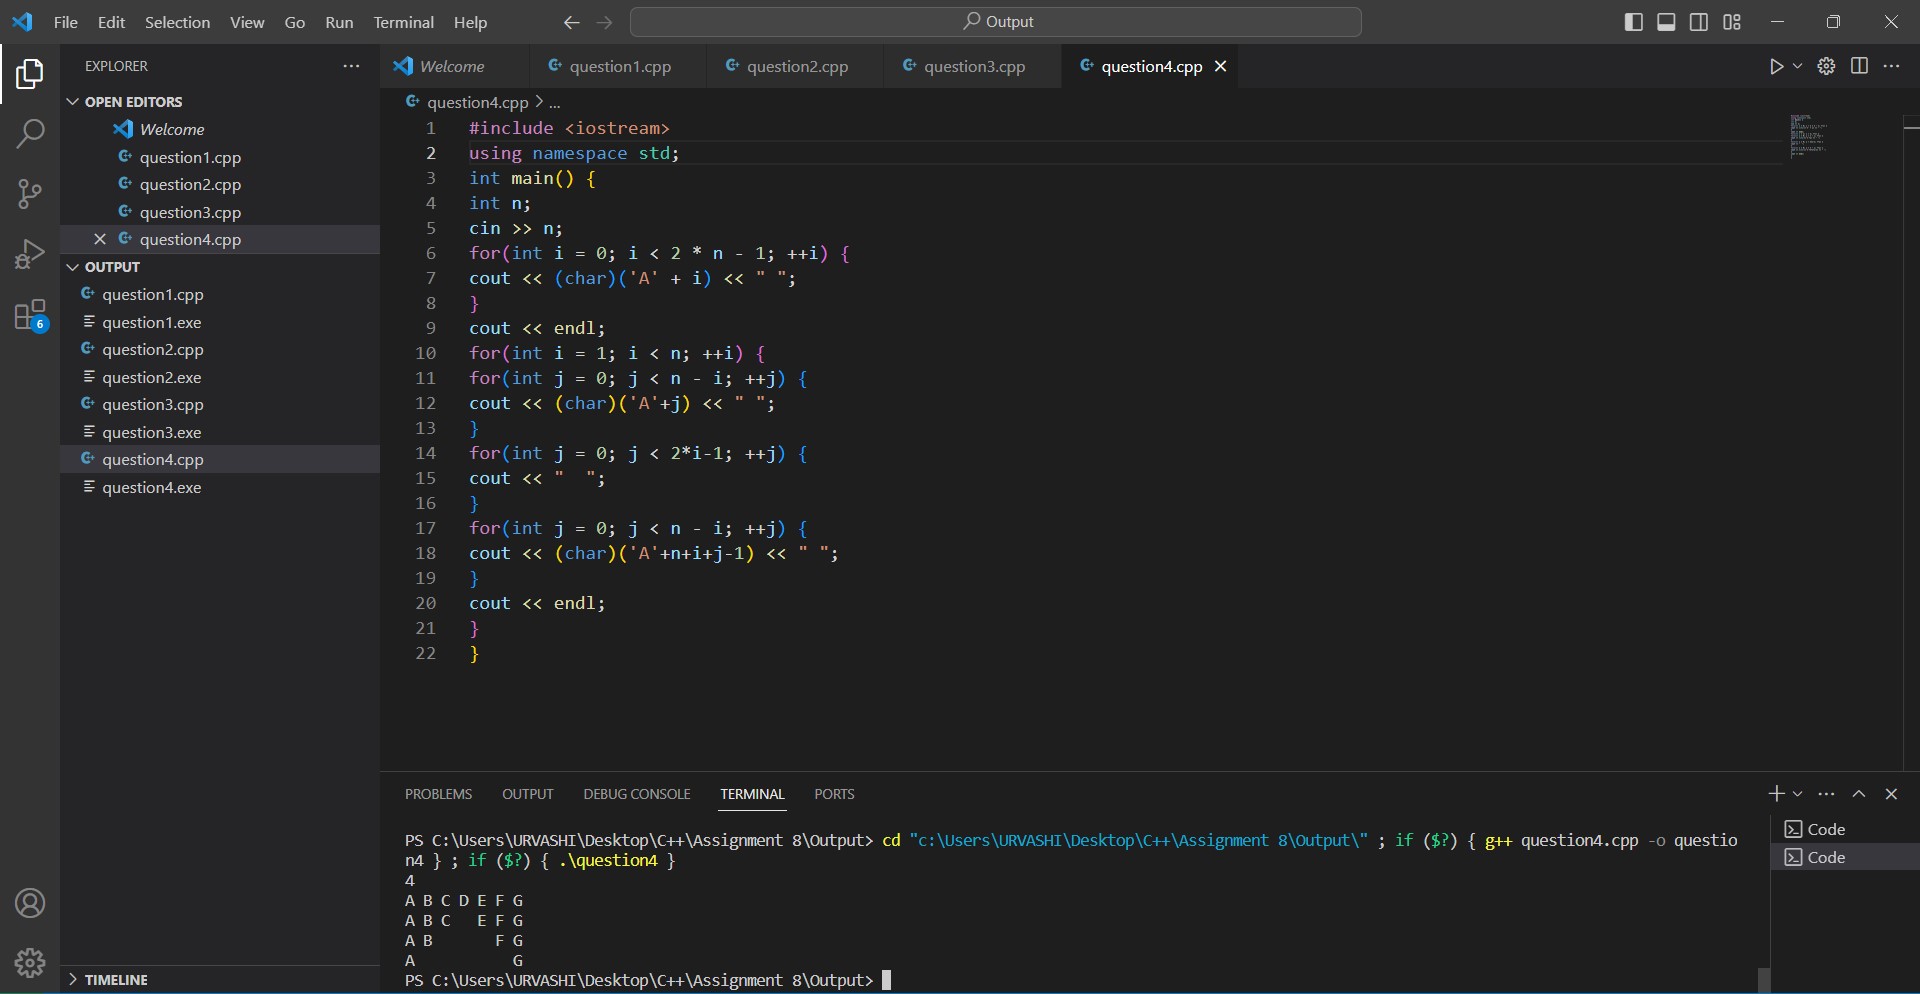 File Edit Selection View Go Run Terminal Help
Output
EXPLORER
OPEN EDITORS
Welcome
question1.cpp
question2.cpp
question3.cpp
question4.cpp
OUTPUT
question1.cpp
question1.exe
question2.cpp
question2.exe
question3.cpp
question3.exe
question4.cpp
question4.exe
6
TIMELINE
Welcome question1.cpp question2.cpp question3.cpp question4.cpp
question4.cpp > ...
1 #include <iostream>
2 using namespace std;
3 int main() {
4 int n;
5 cin >> n;
6 for(int i = 0; i < 2 * n - 1; ++i) {
7 cout << (char)('A' + i) << " ";
8 }
9 cout << endl;
10 for(int i = 1; i < n; ++i) {
11 for(int j = 0; j < n - i; ++j) {
12 cout << (char)('A'+j) << " ";
13 }
14 for(int j = 0; j < 2*i-1; ++j) {
15 cout << "  ";
16 }
17 for(int j = 0; j < n - i; ++j) {
18 cout << (char)('A'+n+i+j-1) << " ";
19 }
20 cout << endl;
21 }
22 }
PROBLEMS OUTPUT DEBUG CONSOLE TERMINAL PORTS
PS C:\Users\URVASHI\Desktop\C++\Assignment 8\Output> cd "c:\Users\URVASHI\Desktop\C++\Assignment 8\Output\" ; if ($?) { g++ question4.cpp -o questio
n4 } ; if ($?) { .\question4 }
4
A B C D E F G
A B C   E F G
A B       F G
A           G
PS C:\Users\URVASHI\Desktop\C++\Assignment 8\Output>
Code
Code